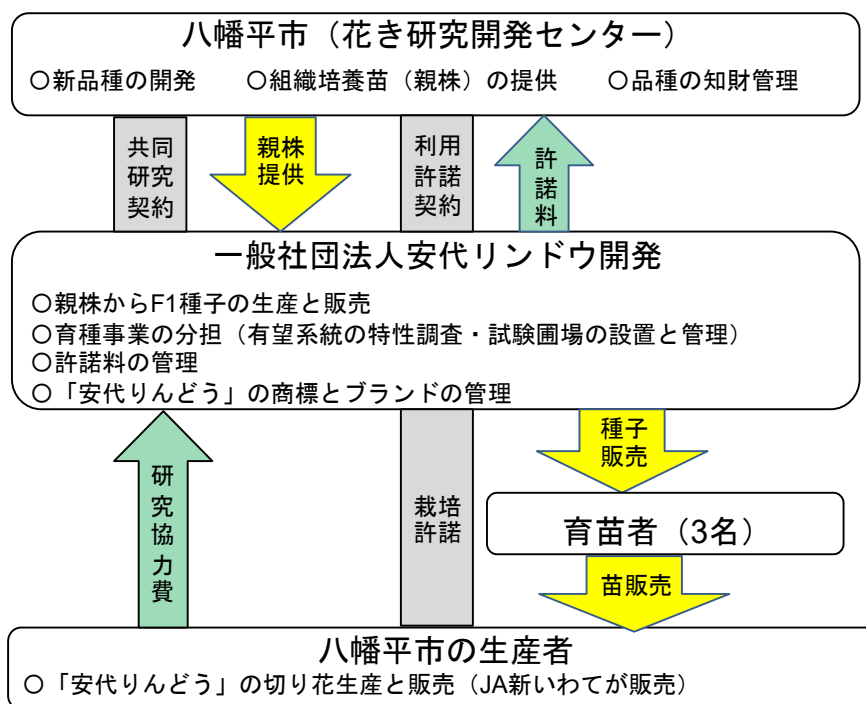 八幡平市（花き研究開発センター）
○新品種の開発　○組織培養苗（親株）の提供　○品種の知財管理
共同
研究
契約
親株
提供
利用
許諾
契約
許諾料
一般社団法人安代リンドウ開発
○親株からF1種子の生産と販売
○育種事業の分担（有望系統の特性調査・試験圃場の設置と管理）
○許諾料の管理
○「安代りんどう」の商標とブランドの管理
研究協力費
栽培
許諾
種子
販売
育苗者（3名）
苗販売
八幡平市の生産者
○「安代りんどう」の切り花生産と販売（JA新いわてが販売）